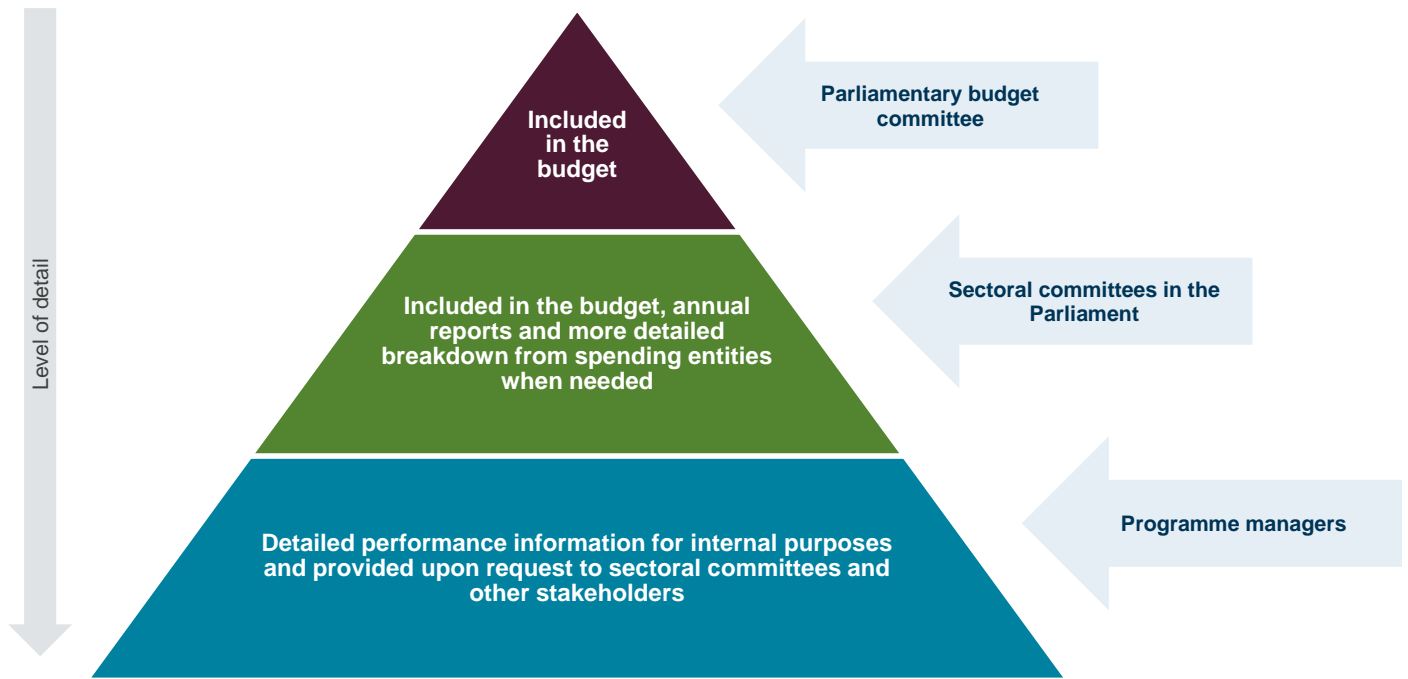 Level of detail
Included
in the
budget
Parliamentary budget
committee
Included in the budget, annual
reports and more detailed
breakdown from spending entities
when needed
Sectoral committees in the
Parliament
Detailed performance information for internal purposes
and provided upon request to sectoral committees and
other stakeholders
Programme managers